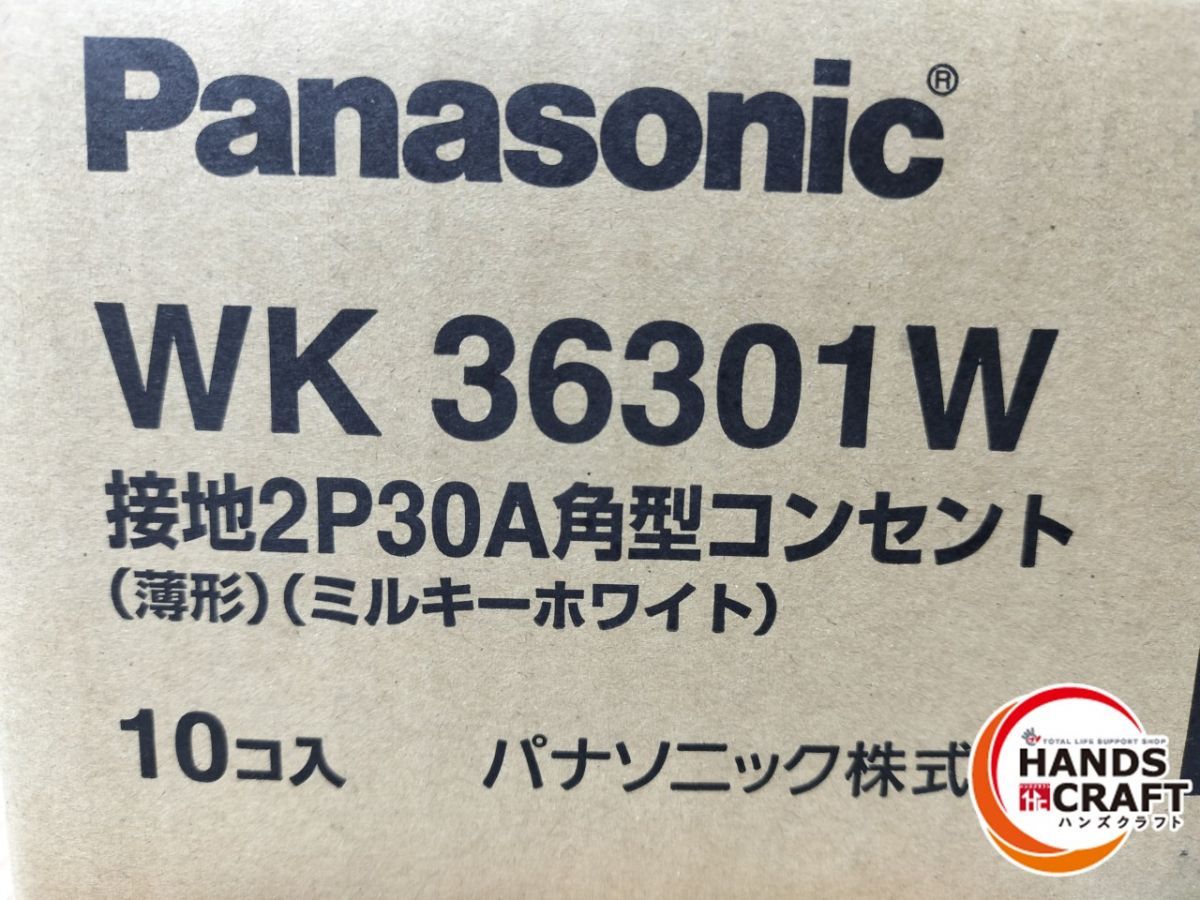 Panasonic®
WK 36301W
接地2P30A角型コンセント
(薄形)(ミルキーホワイト)
10コ入 パナソニック株式
TOTAL LIFE SUPPORT SHOP
HANDS
CRAFT
ハンズクラフト